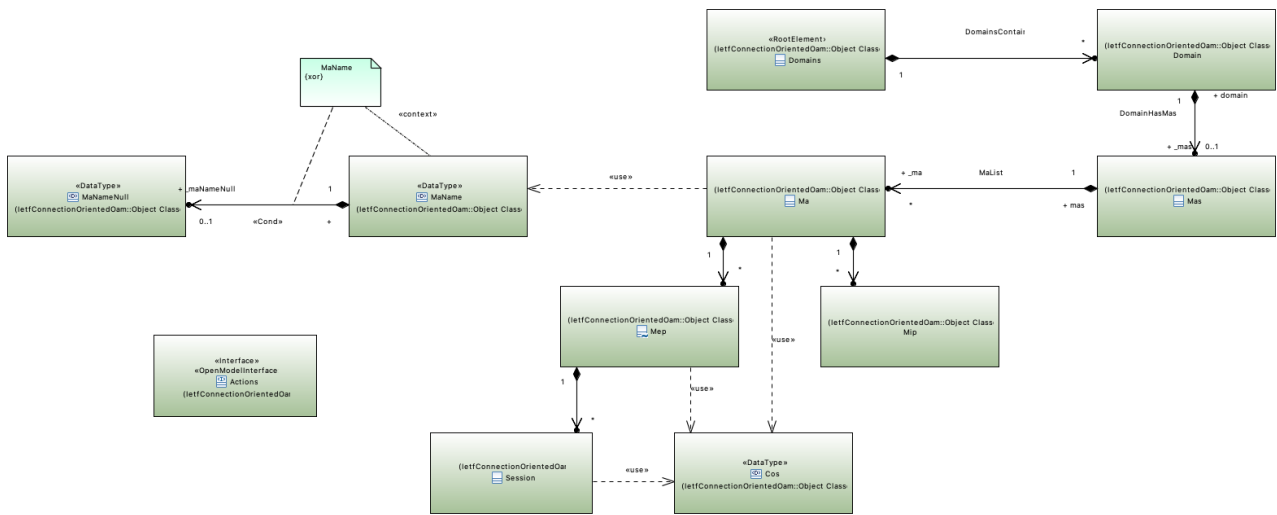 «RootElement»
(IetfConnectionOrientedOam::Object Class
Domains
DomainsContai
*
1
(IetfConnectionOrientedOam::Object Class
Domain
1
+ domain
DomainHasMas
+ _mas
0..1
MaName
{xor}
«context»
«DataType»
MaNameNull
(IetfConnectionOrientedOam::Object Class
+ _maNameNull
0..1
«Cond»
1
+
«DataType»
MaName
(IetfConnectionOrientedOam::Object Class
«use»
(IetfConnectionOrientedOam::Object Class
Ma
+ _ma
*
MaList
1
+ mas
(IetfConnectionOrientedOam::Object Class
Mas
1
*
1
*
(IetfConnectionOrientedOam::Object Class
Mep
(IetfConnectionOrientedOam::Object Class
Mip
«use»
«Interface»
«OpenModelInterface
Actions
(IetfConnectionOrientedOa
1
*
«use»
(IetfConnectionOrientedOa
Session
«use»
«DataType»
Cos
(IetfConnectionOrientedOam::Object Class